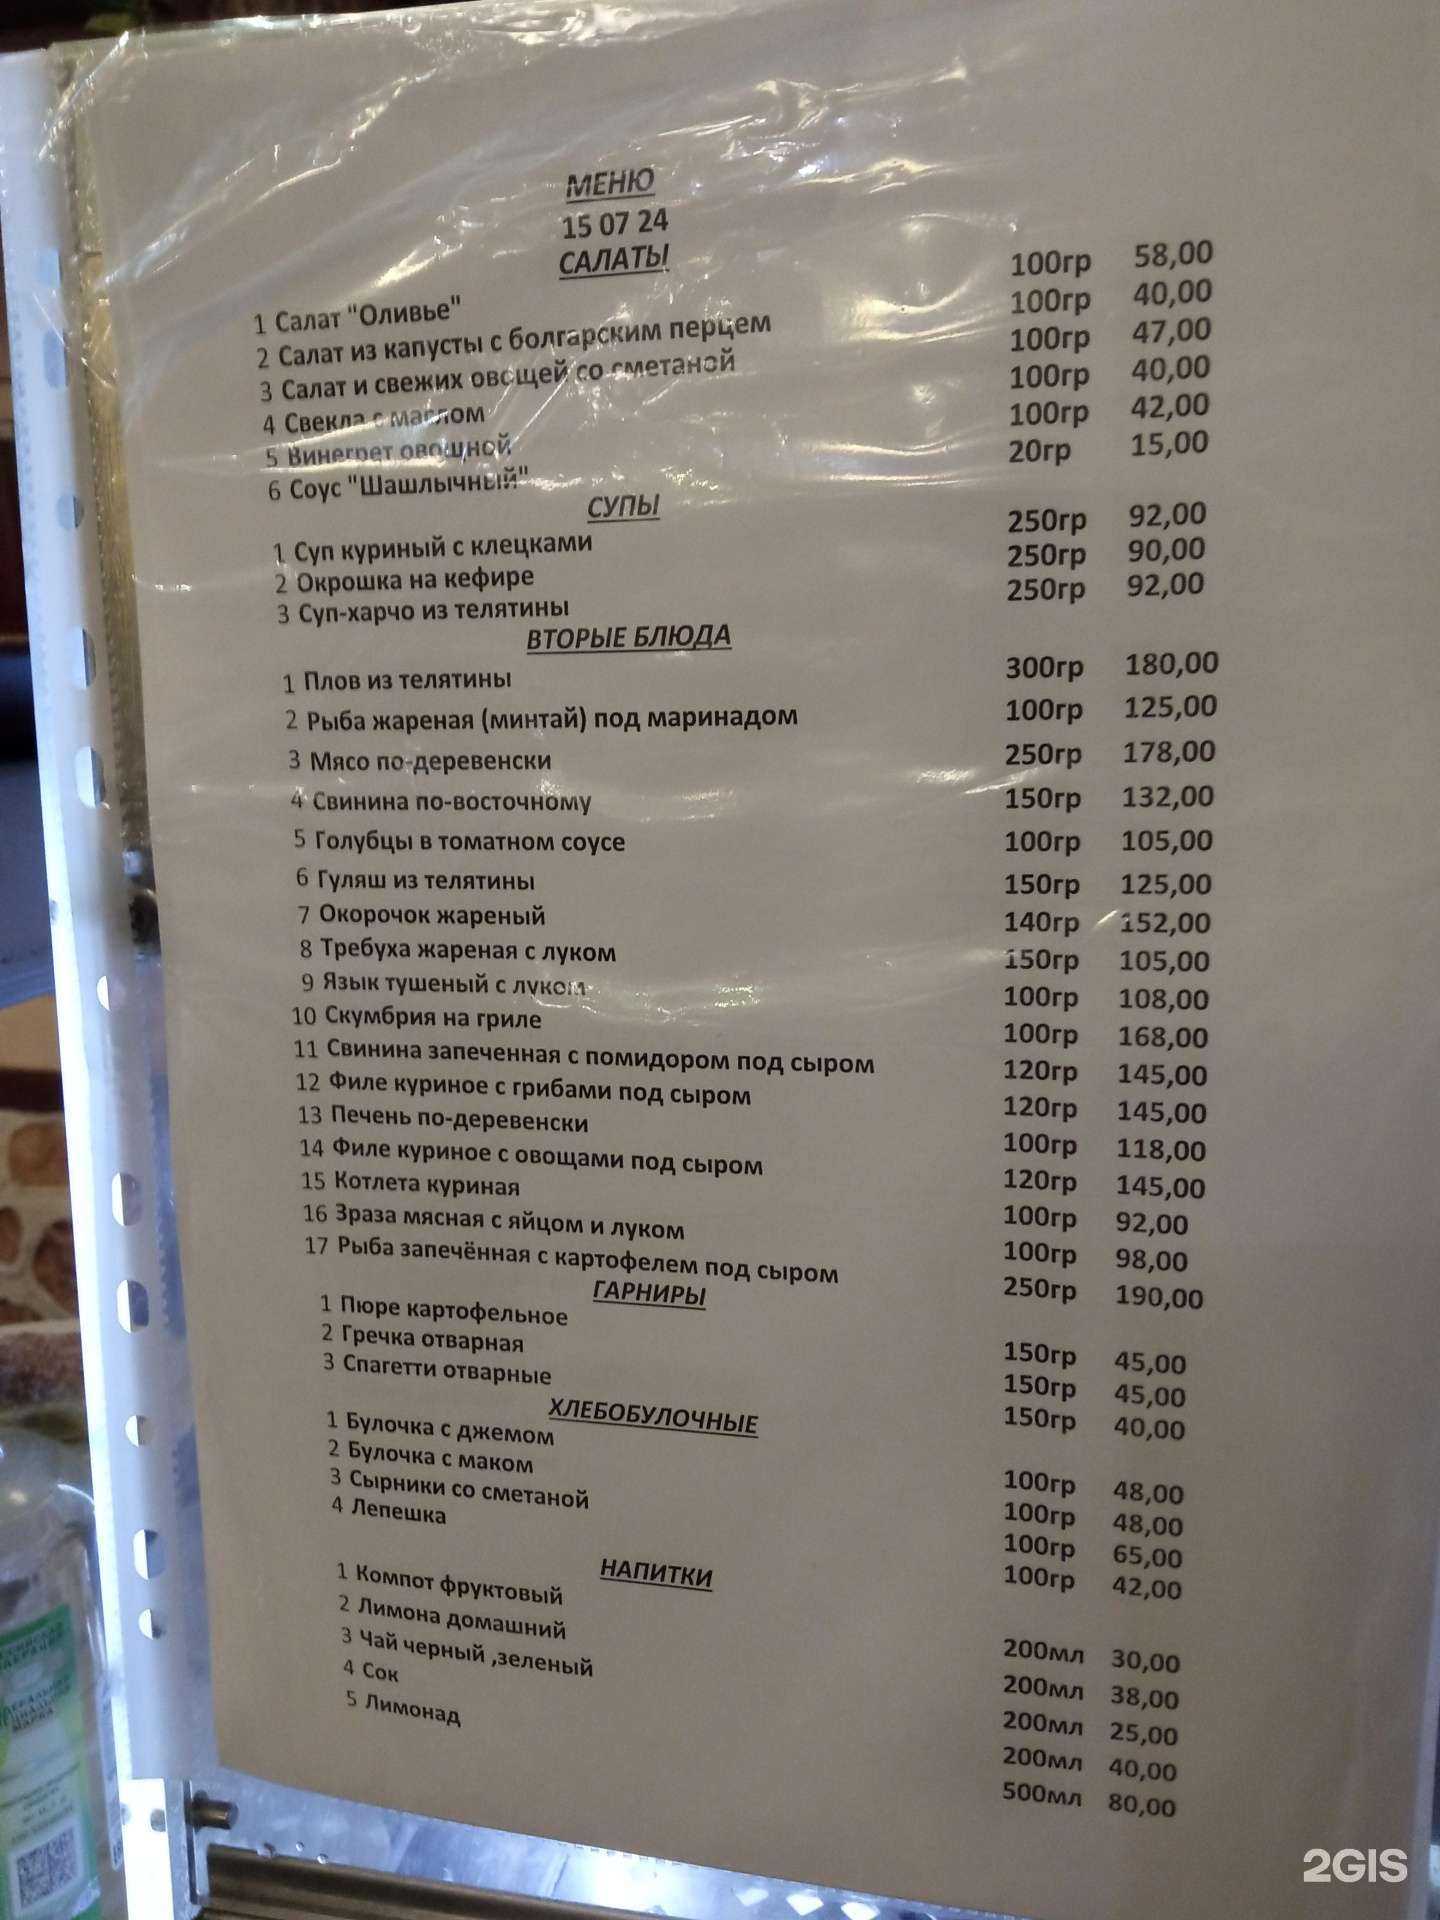 МЕНЮ
15 07 24
САЛАТЫ
1 Салат "Оливье" 100гр 58,00
2 Салат из капусты с болгарским перцем 100гр 40,00
3 Салат и свежих овощей со сметаной 100гр 47,00
4 Свекла с маслом 100гр 40,00
5 Винегрет овощной 100гр 42,00
6 Соус "Шашлычный" 20гр 15,00
СУПЫ
1 Суп куриный с клецками 250гр 92,00
2 Окрошка на кефире 250гр 90,00
3 Суп-харчо из телятины 250гр 92,00
ВТОРЫЕ БЛЮДА
1 Плов из телятины 300гр 180,00
2 Рыба жареная (минтай) под маринадом 100гр 125,00
3 Мясо по-деревенски 250гр 178,00
4 Свинина по-восточному 150гр 132,00
5 Голубцы в томатном соусе 100гр 105,00
6 Гуляш из телятины 150гр 125,00
7 Окорочок жареный 140гр 152,00
8 Требуха жареная с луком 150гр 105,00
9 Язык тушеный с луком 100гр 108,00
10 Скумбрия на гриле 100гр 168,00
11 Свинина запеченная с помидором под сыром 120гр 145,00
12 Филе куриное с грибами под сыром 120гр 145,00
13 Печень по-деревенски 100гр 118,00
14 Филе куриное с овощами под сыром 120гр 145,00
15 Котлета куриная 100гр 92,00
16 Зраза мясная с яйцом и луком 100гр 98,00
17 Рыба запечённая с картофелем под сыром 250гр 190,00
ГАРНИРЫ
1 Пюре картофельное 150гр 45,00
2 Гречка отварная 150гр 45,00
3 Спагетти отварные 150гр 40,00
ХЛЕБОБУЛОЧНЫЕ
1 Булочка с джемом 100гр 48,00
2 Булочка с маком 100гр 48,00
3 Сырники со сметаной 100гр 65,00
4 Лепешка 100гр 42,00
НАПИТКИ
1 Компот фруктовый 200мл 30,00
2 Лимона домашний 200мл 38,00
3 Чай черный ,зеленый 200мл 25,00
4 Сок 200мл 40,00
5 Лимонад 500мл 80,00
МАРКА
2GIS